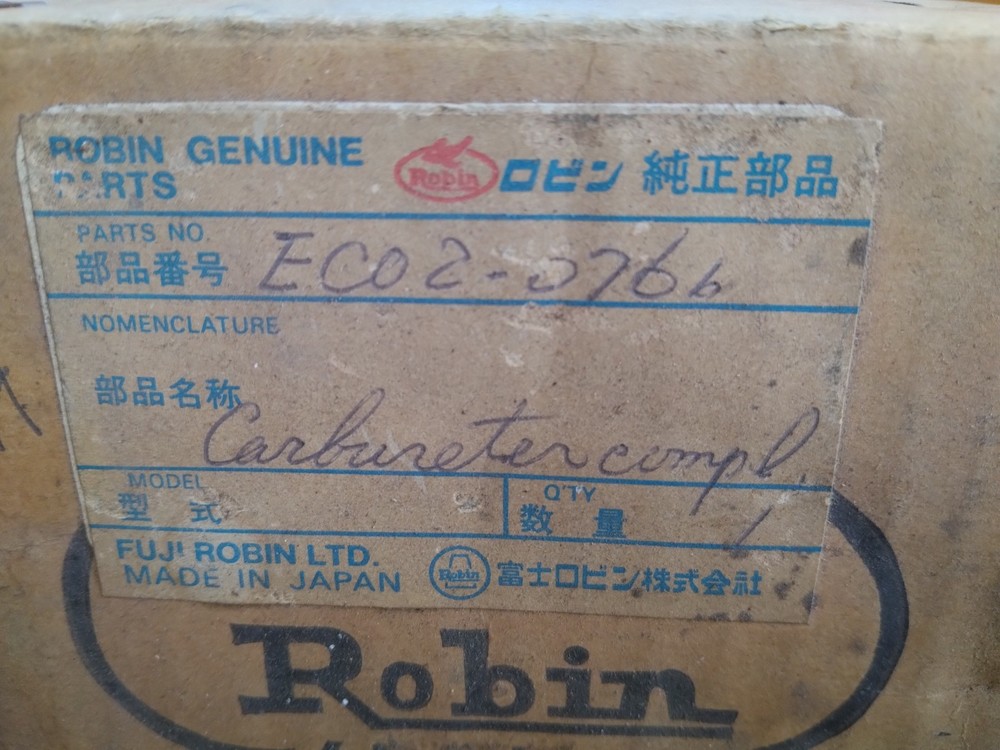 ROBIN GENUINE PARTS
Robin ロビン 純正部品
PARTS NO.
部品番号 EC02-0766
NOMENCLATURE
部品名称
Carbureter compl,
MODEL
型 式
Q'TY
数 量 1
FUJI ROBIN LTD.
MADE IN JAPAN
Robin 富士ロビン株式会社
Robin